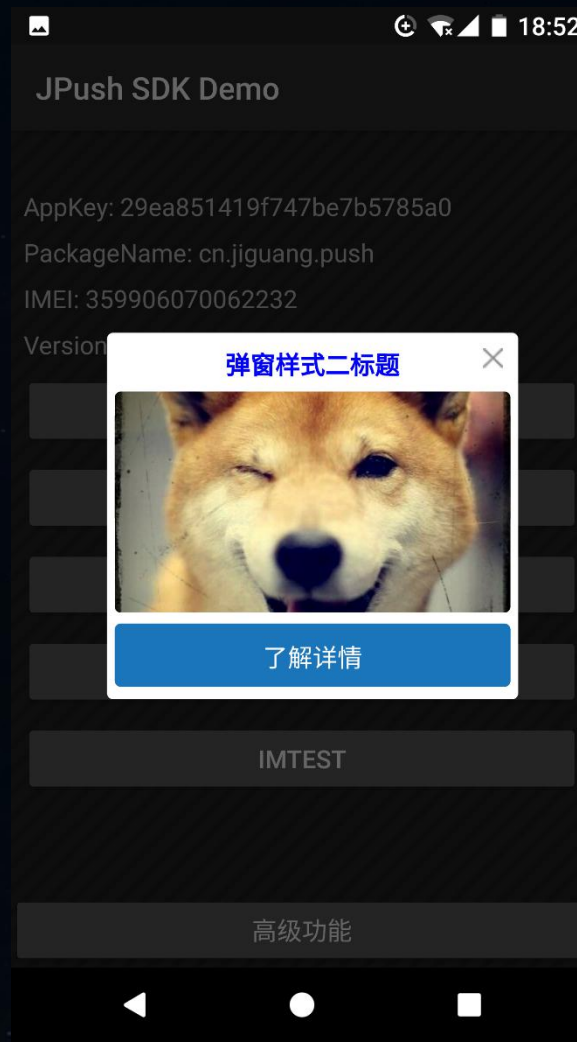 18:52
JPush SDK Demo
AppKey: 29ea851419f747be7b5785a0
PackageName: cn.jiguang.push
IMEI: 359906070062232
Version
弹窗样式二标题
了解详情
IMTEST
高级功能